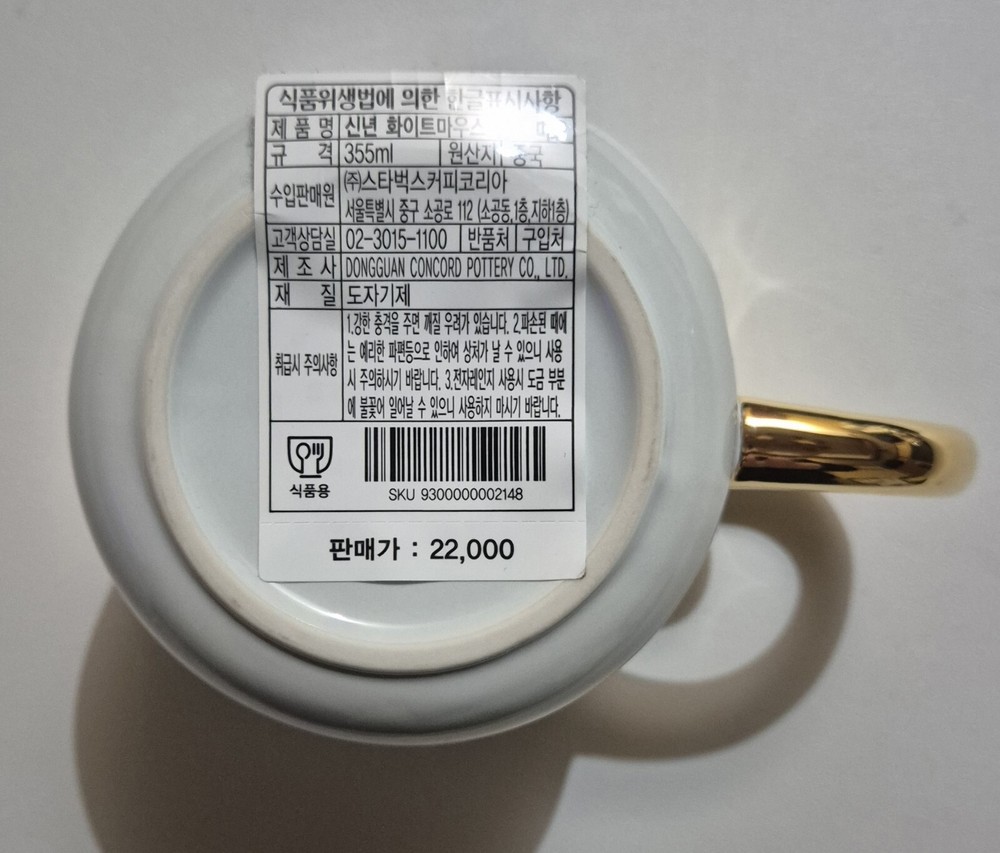 식품위생법에 의한 한글표시사항
제 품 명 신년 화이트마우스
규 격 355ml 원산지 중국
수입판매원 ㈜스타벅스커피코리아
서울특별시 중구 소공로 112 (소공동,1층,지하1층)
고객상담실 02-3015-1100 반품처 구입처
제 조 사 DONGGUAN CONCORD POTTERY CO., LTD.
재 질 도자기제
취급시 주의사항
1.강한 충격을 주면 깨질 우려가 있습니다. 2.파손된 때에
는 예리한 파편등으로 인하여 상처가 날 수 있으니 사용
시 주의하시기 바랍니다. 3.전자레인지 사용시 도금 부분
에 불꽃어 일어날 수 있으니 사용하지 마시기 바랍니다.
식품용
SKU 9300000002148
판매가 : 22,000